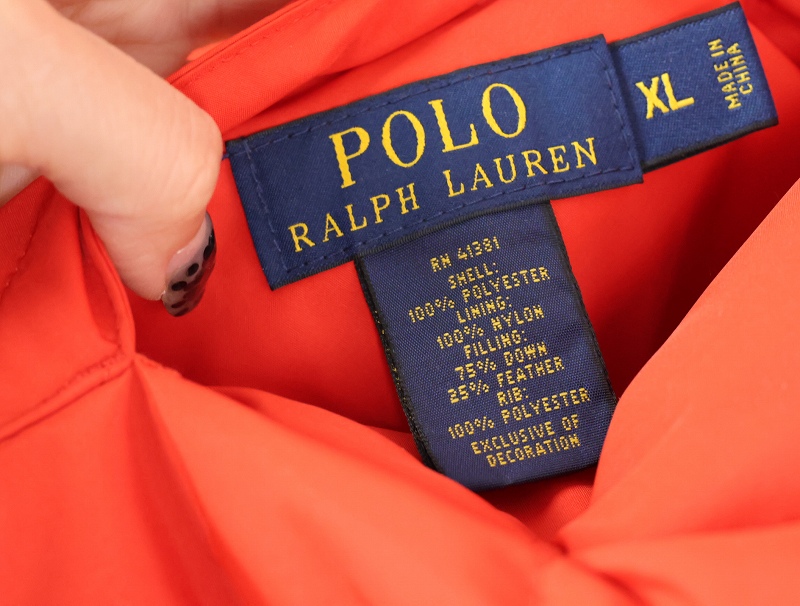 POLO
RALPH LAUREN
XL
MADE IN
CHINA
RN 41381
SHELL:
100% POLYESTER
LINING:
100% NYLON
FILLING:
75% DOWN
25% FEATHER
RIB:
100% POLYESTER
EXCLUSIVE OF
DECORATION